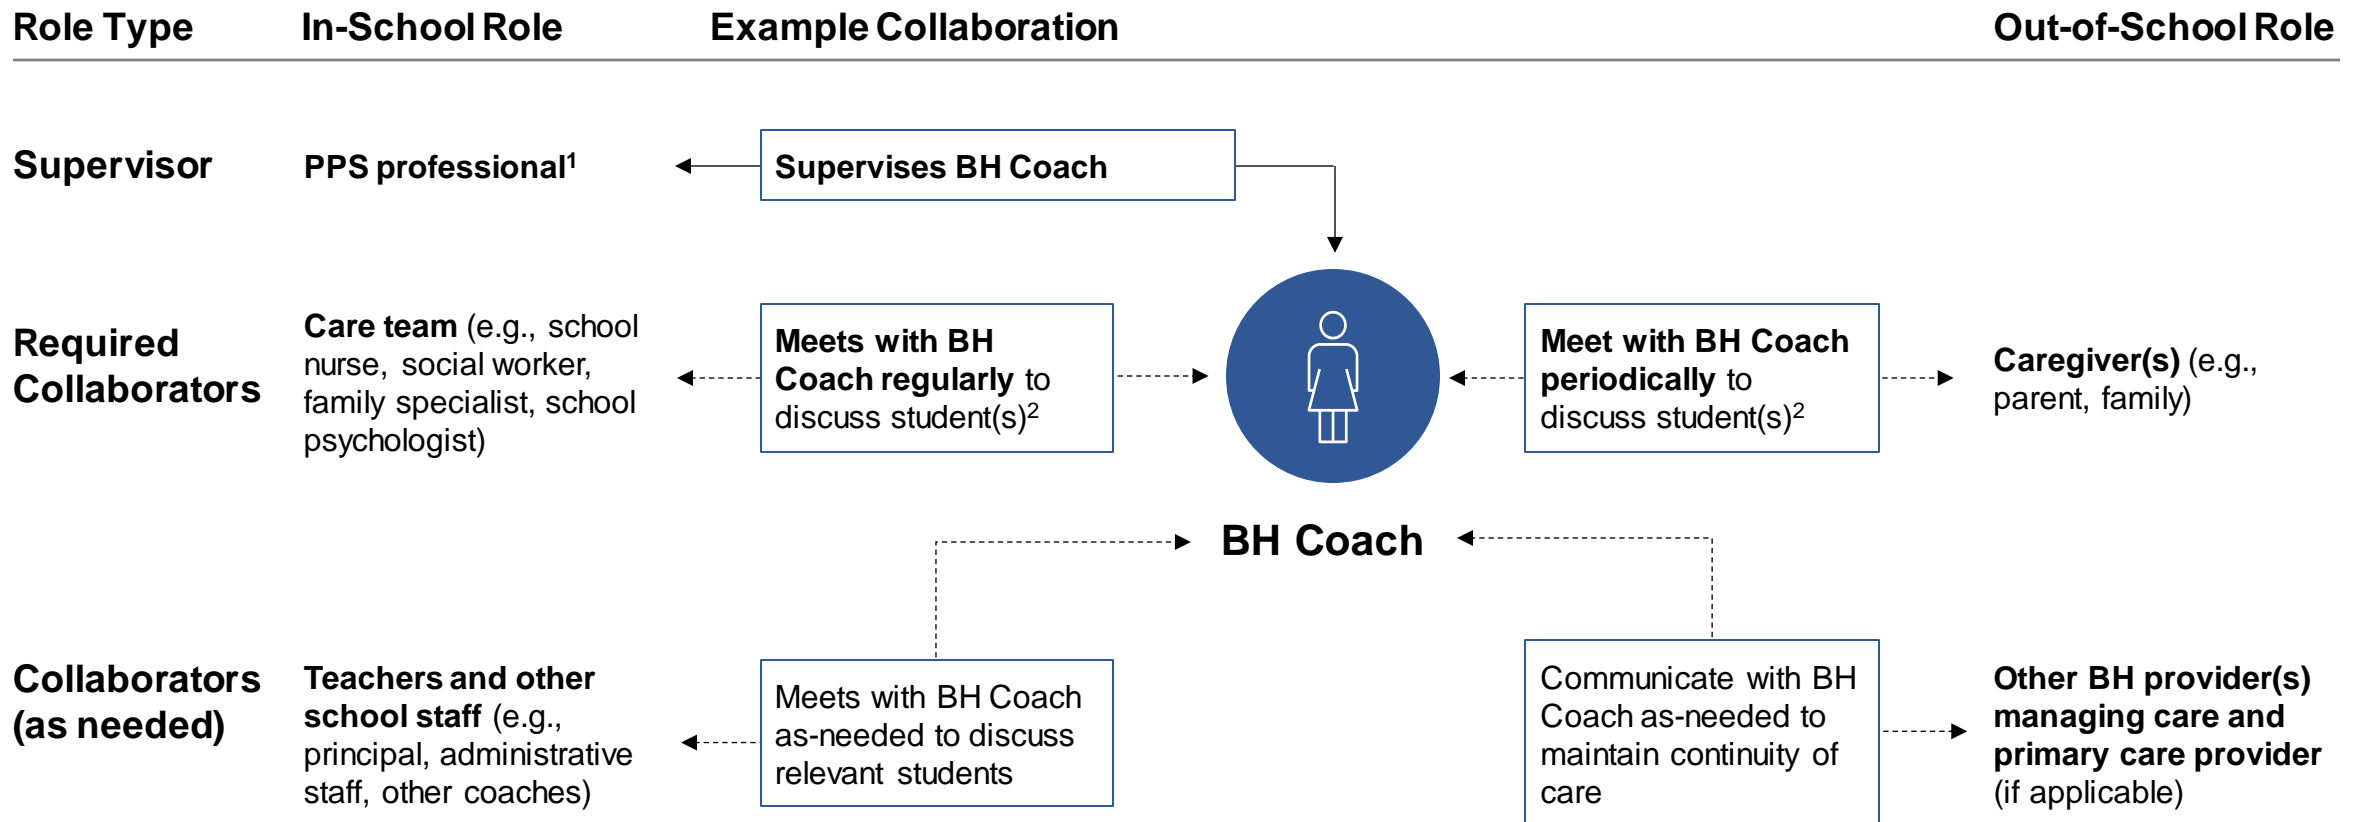 Role Type In-School Role Example Collaboration Out-of-School Role
Supervisor
PPS professional¹
Supervises BH Coach
Required
Collaborators
Care team (e.g., school
nurse, social worker,
family specialist, school
psychologist)
Meets with BH
Coach regularly to
discuss student(s)²
Meet with BH Coach
periodically to
discuss student(s)²
Caregiver(s) (e.g.,
parent, family)
BH Coach
Collaborators
(as needed)
Teachers and other
school staff (e.g.,
principal, administrative
staff, other coaches)
Meets with BH Coach
as-needed to discuss
relevant students
Communicate with BH
Coach as-needed to
maintain continuity of
care
Other BH provider(s)
managing care and
primary care provider
(if applicable)